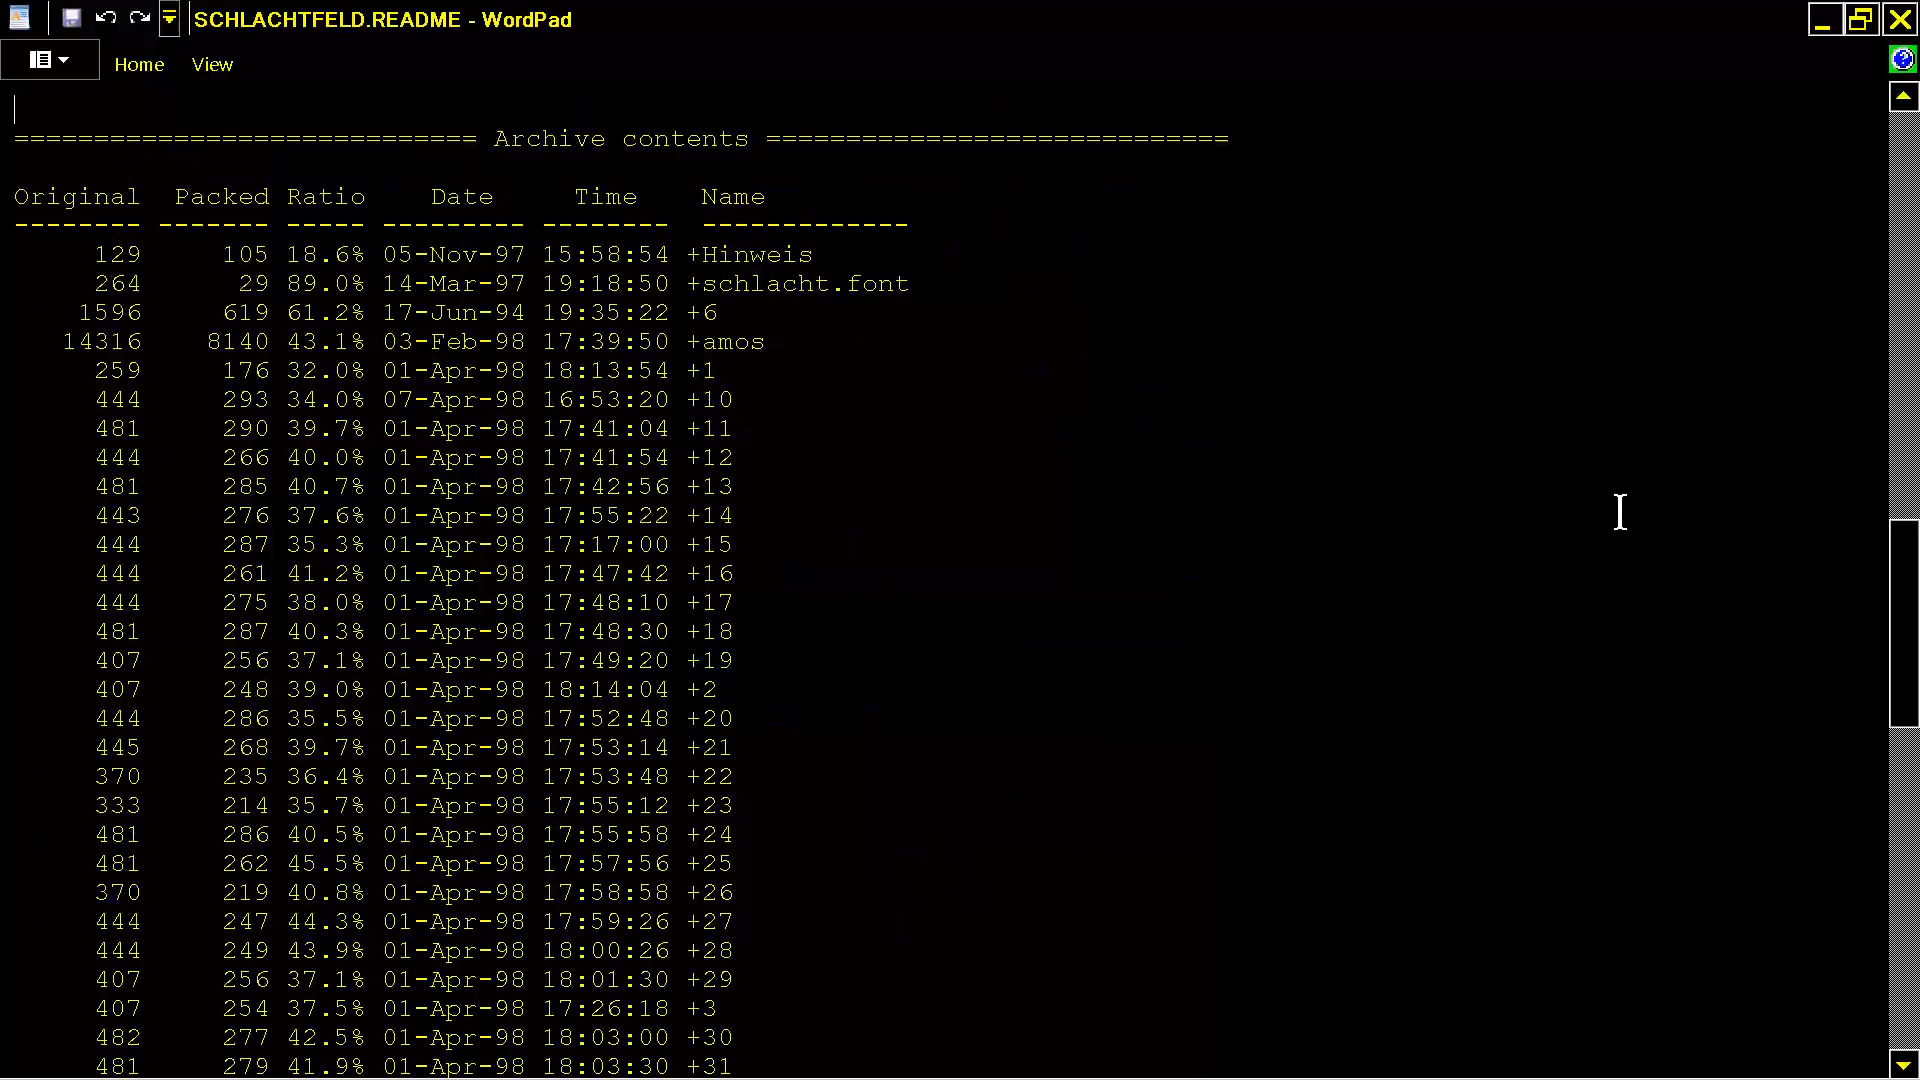 SCHLACHTFELD.README - WordPad
Home View
============================= Archive contents =============================
Original  Packed Ratio    Date     Time    Name
-------- ------- ----- --------- --------  -------------
     129     105 18.6% 05-Nov-97 15:58:54 +Hinweis
     264      29 89.0% 14-Mar-97 19:18:50 +schlacht.font
    1596     619 61.2% 17-Jun-94 19:35:22 +6
   14316    8140 43.1% 03-Feb-98 17:39:50 +amos
     259     176 32.0% 01-Apr-98 18:13:54 +1
     444     293 34.0% 07-Apr-98 16:53:20 +10
     481     290 39.7% 01-Apr-98 17:41:04 +11
     444     266 40.0% 01-Apr-98 17:41:54 +12
     481     285 40.7% 01-Apr-98 17:42:56 +13
     443     276 37.6% 01-Apr-98 17:55:22 +14
     444     287 35.3% 01-Apr-98 17:17:00 +15
     444     261 41.2% 01-Apr-98 17:47:42 +16
     444     275 38.0% 01-Apr-98 17:48:10 +17
     481     287 40.3% 01-Apr-98 17:48:30 +18
     407     256 37.1% 01-Apr-98 17:49:20 +19
     407     248 39.0% 01-Apr-98 18:14:04 +2
     444     286 35.5% 01-Apr-98 17:52:48 +20
     445     268 39.7% 01-Apr-98 17:53:14 +21
     370     235 36.4% 01-Apr-98 17:53:48 +22
     333     214 35.7% 01-Apr-98 17:55:12 +23
     481     286 40.5% 01-Apr-98 17:55:58 +24
     481     262 45.5% 01-Apr-98 17:57:56 +25
     370     219 40.8% 01-Apr-98 17:58:58 +26
     444     247 44.3% 01-Apr-98 17:59:26 +27
     444     249 43.9% 01-Apr-98 18:00:26 +28
     407     256 37.1% 01-Apr-98 18:01:30 +29
     407     254 37.5% 01-Apr-98 17:26:18 +3
     482     277 42.5% 01-Apr-98 18:03:00 +30
     481     279 41.9% 01-Apr-98 18:03:30 +31